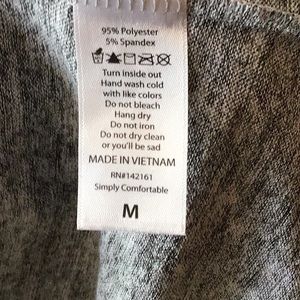 95% Polyester
5% Spandex
Turn inside out
Hand wash cold
with like colors
Do not bleach
Hang dry
Do not iron
Do not dry clean
or you'll be sad
MADE IN VIETNAM
RN#142161
Simply Comfortable
M